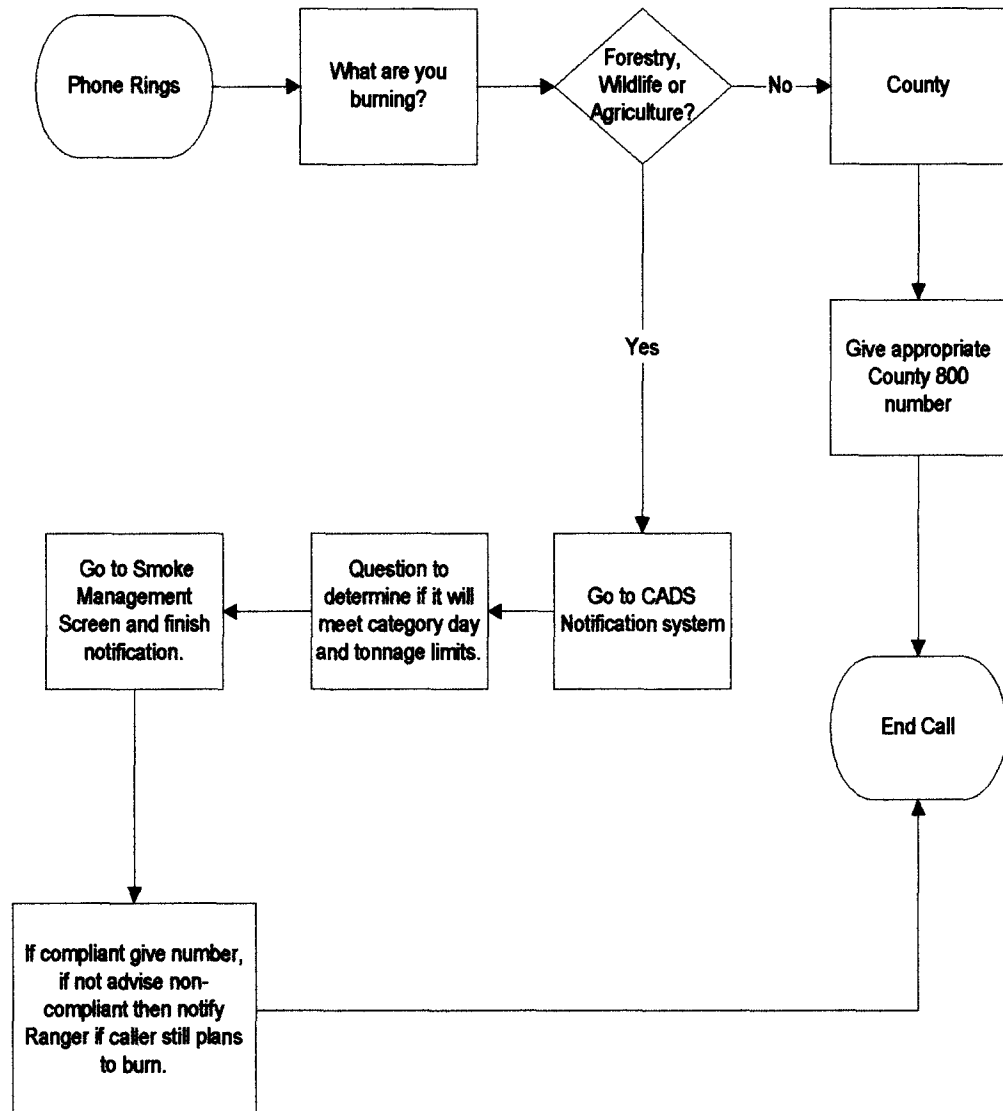 Phone Rings
What are you
burning?
Forestry,
Wildlife or
Agriculture?
No
County
Yes
Give appropriate
County 800
number
Go to Smoke
Management
Screen and finish
notification.
Question to
determine if it will
meet category day
and tonnage limits.
Go to CADS
Notification system
End Call
If compliant give number,
if not advise non-
compliant then notify
Ranger if caller still plans
to burn.